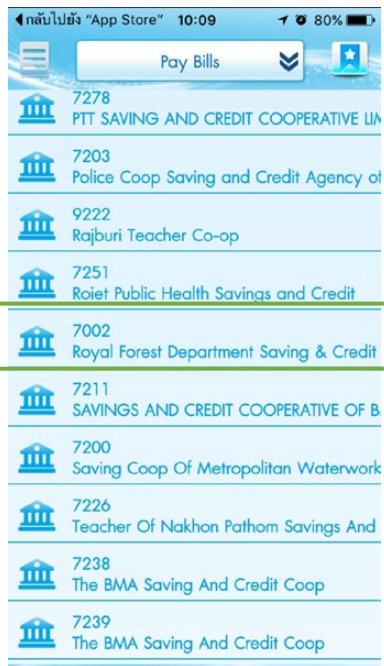 กลับไปยัง "App Store" 10:09 80%
Pay Bills
7278
PTT SAVING AND CREDIT COOPERATIVE LIM
7203
Police Coop Saving and Credit Agency of
9222
Rajburi Teacher Co-op
7251
Roiet Public Health Savings and Credit
7002
Royal Forest Department Saving & Credit
7211
SAVINGS AND CREDIT COOPERATIVE OF B
7200
Saving Coop Of Metropolitan Waterwork
7226
Teacher Of Nakhon Pathom Savings And
7238
The BMA Saving And Credit Coop
7239
The BMA Saving And Credit Coop